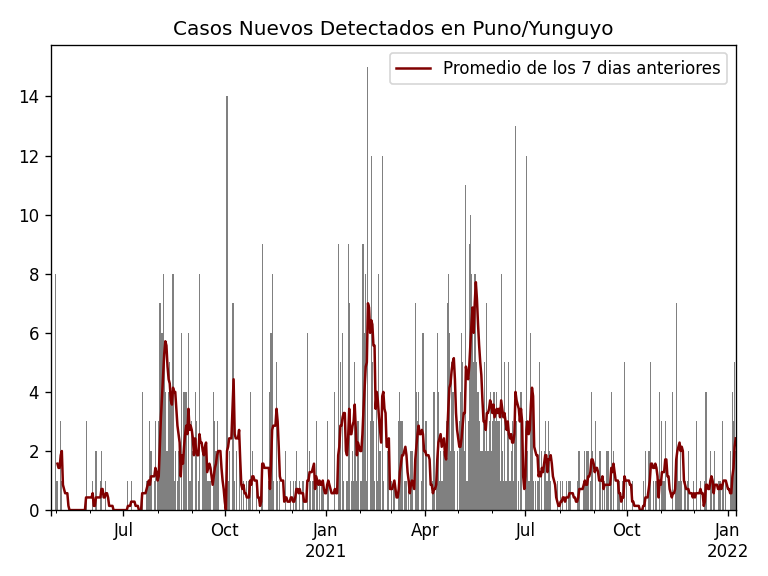 Casos Nuevos Detectados en Puno/Yunguyo
Promedio de los 7 dias anteriores
14
12
10
8
6
4
2
0
Jul
Oct
Jan
2021
Apr
Jul
Oct
Jan
2022